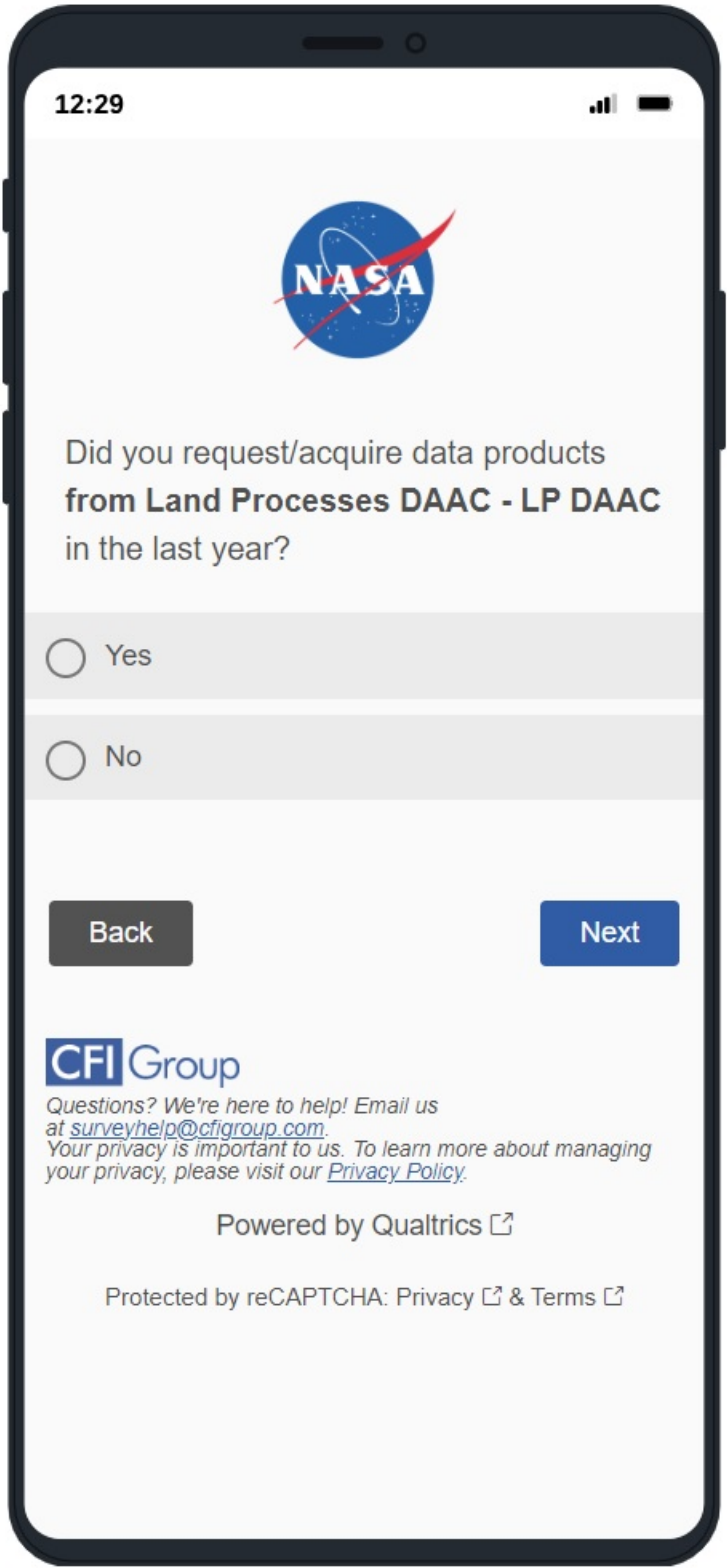 12:29
NASA
Did you request/acquire data products
from Land Processes DAAC - LP DAAC
in the last year?
Yes
No
Back
Next
CFI Group
Questions? We're here to help! Email us
at surveyhelp@cfigroup.com.
Your privacy is important to us. To learn more about managing
your privacy, please visit our Privacy Policy.
Powered by Qualtrics
Protected by reCAPTCHA: Privacy & Terms